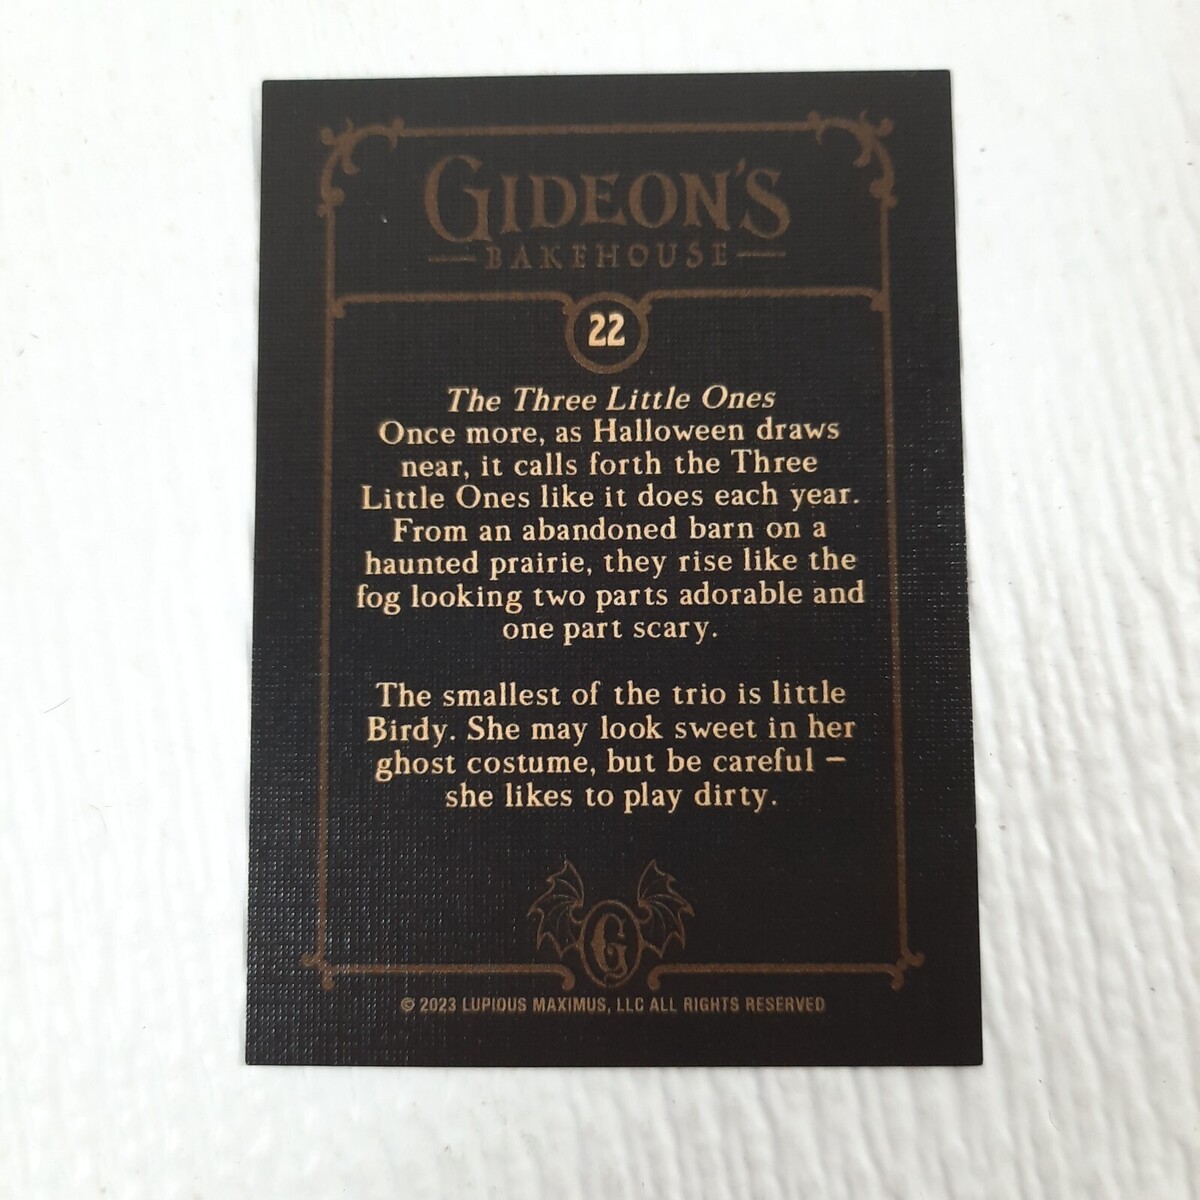 GIDEON'S
BAKEHOUSE
22
The Three Little Ones
Once more, as Halloween draws
near, it calls forth the Three
Little Ones like it does each year.
From an abandoned barn on a
haunted prairie, they rise like the
fog looking two parts adorable and
one part scary.
The smallest of the trio is little
Birdy. She may look sweet in her
ghost costume, but be careful –
she likes to play dirty.
G
© 2023 LUPIOUS MAXIMUS, LLC ALL RIGHTS RESERVED